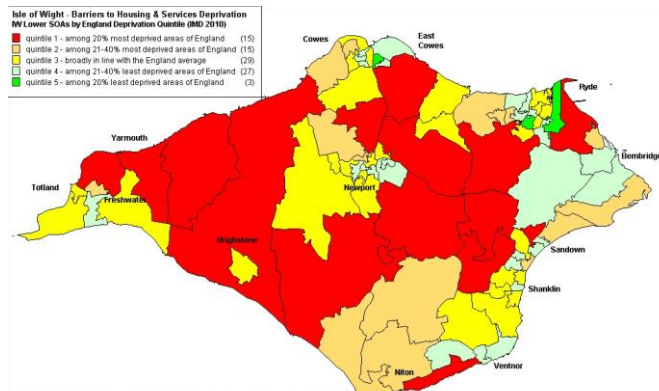 Isle of Wight - Barriers to Housing & Services Deprivation
IW Lower SOAs by England Deprivation Quintile (IMD 2010)
quintile 1 - among 20% most deprived areas of England (15)
quintile 2 - among 21-40% most deprived areas of England (15)
quintile 3 - broadly in line with the England average (29)
quintile 4 - among 21-40% least deprived areas of England (27)
quintile 5 - among 20% least deprived areas of England (3)
Cowes
East
Cowes
Ryde
Yarmouth
Bembridge
Totland
Newport
Freshwater
Brighstone
Sandown
Shanklin
Ventnor
Niton